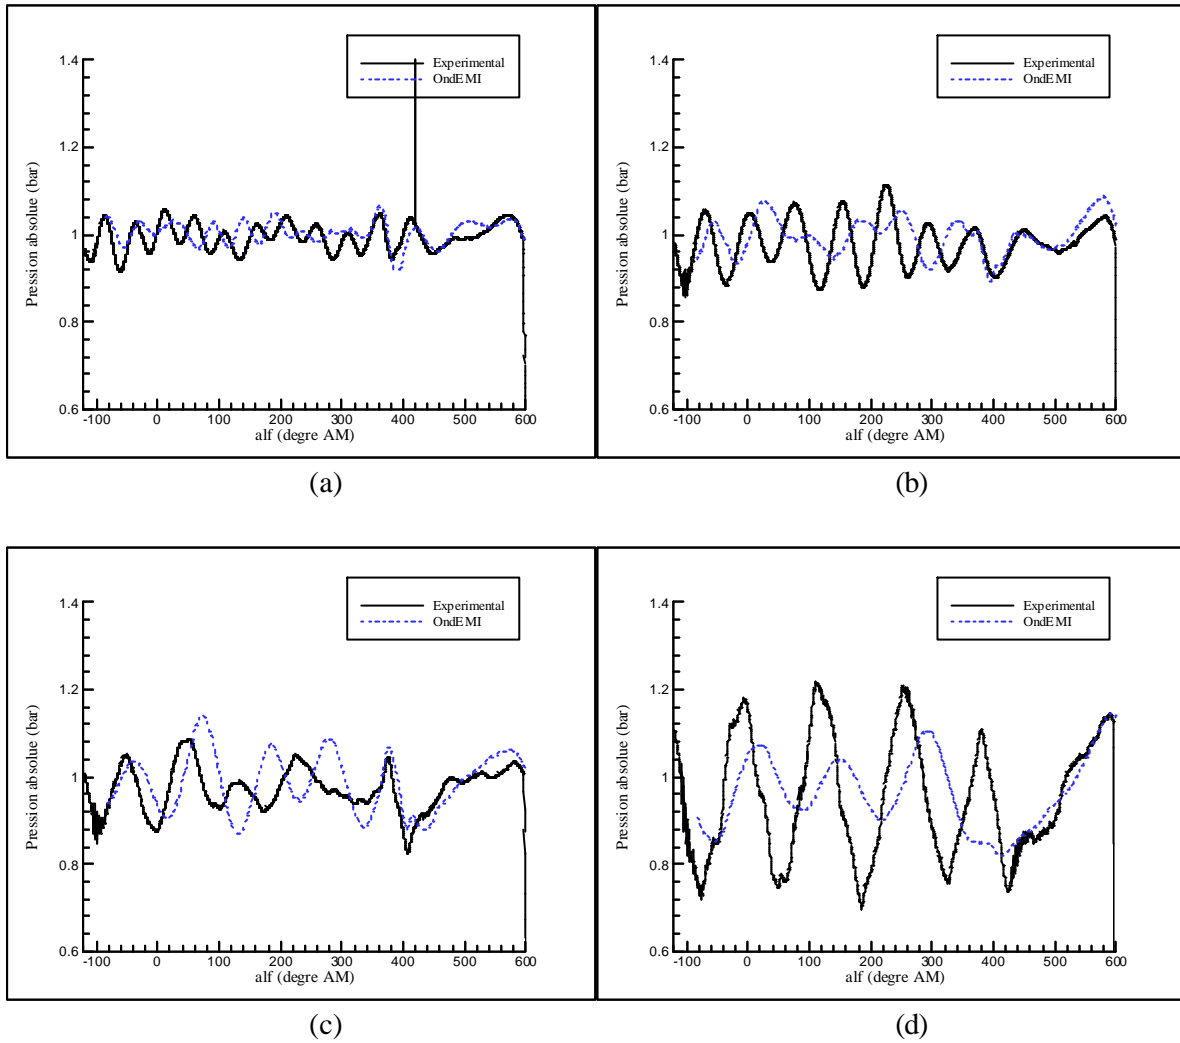 1.4
1.2
1
0.8
0.6
Pression absolue (bar)
Experimental
OndEMI
-100 0 100 200 300 400 500 600
alf (degre AM)
(a)
1.4
1.2
1
0.8
0.6
Pression absolue (bar)
Experimental
OndEMI
-100 0 100 200 300 400 500 600
alf (degre AM)
(b)
1.4
1.2
1
0.8
0.6
Pression absolue (bar)
Experimental
OndEMI
-100 0 100 200 300 400 500 600
alf (degre AM)
(c)
1.4
1.2
1
0.8
0.6
Pression absolue (bar)
Experimental
OndEMI
-100 0 100 200 300 400 500 600
alf (degre AM)
(d)